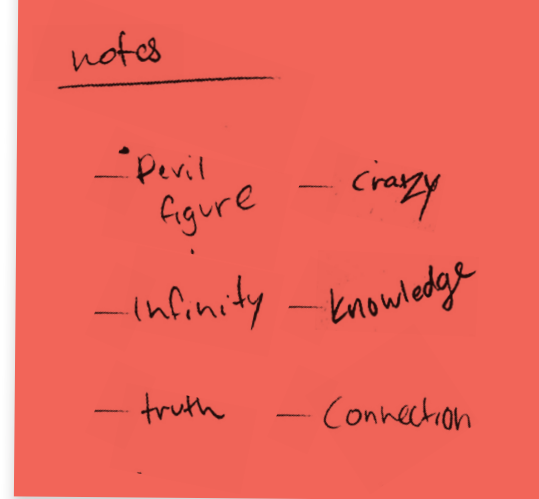 notes
— Devil figure — crazy
— Infinity — knowledge
— truth — Connection